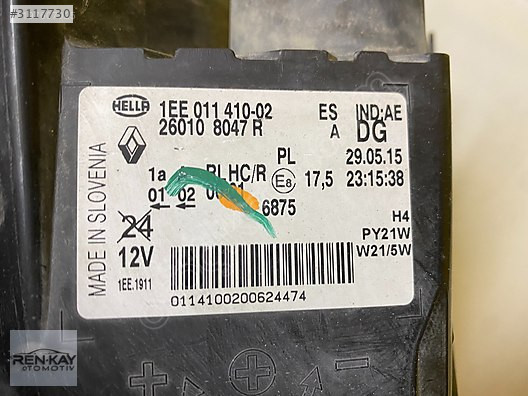 #3117730
HELLA 1EE 011 410-02 ES IND:AE
26010 8047 R A DG
PL 29.05.15
1a HC/R E8 17,5 23:15:38
01 02 6875
24 H4
12V PY21W
W21/5W
1EE.1911
0114100200624474
MADE IN SLOVENIA
REN-KAY
OTOMOTİV